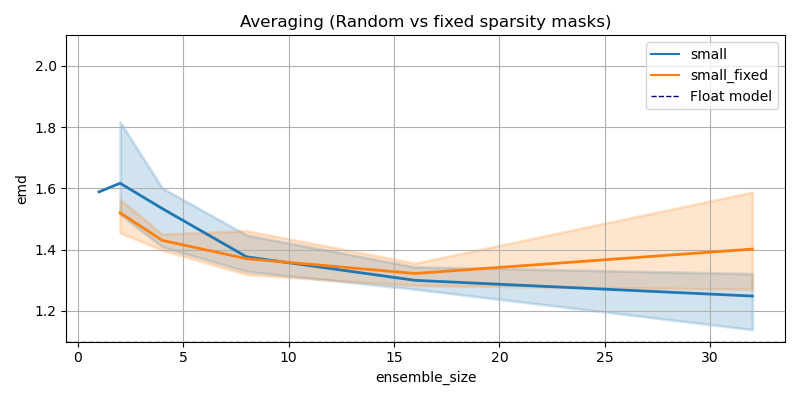 Averaging (Random vs fixed sparsity masks)
small
small_fixed
Float model
emd
2.0
1.8
1.6
1.4
1.2
0 5 10 15 20 25 30
ensemble_size